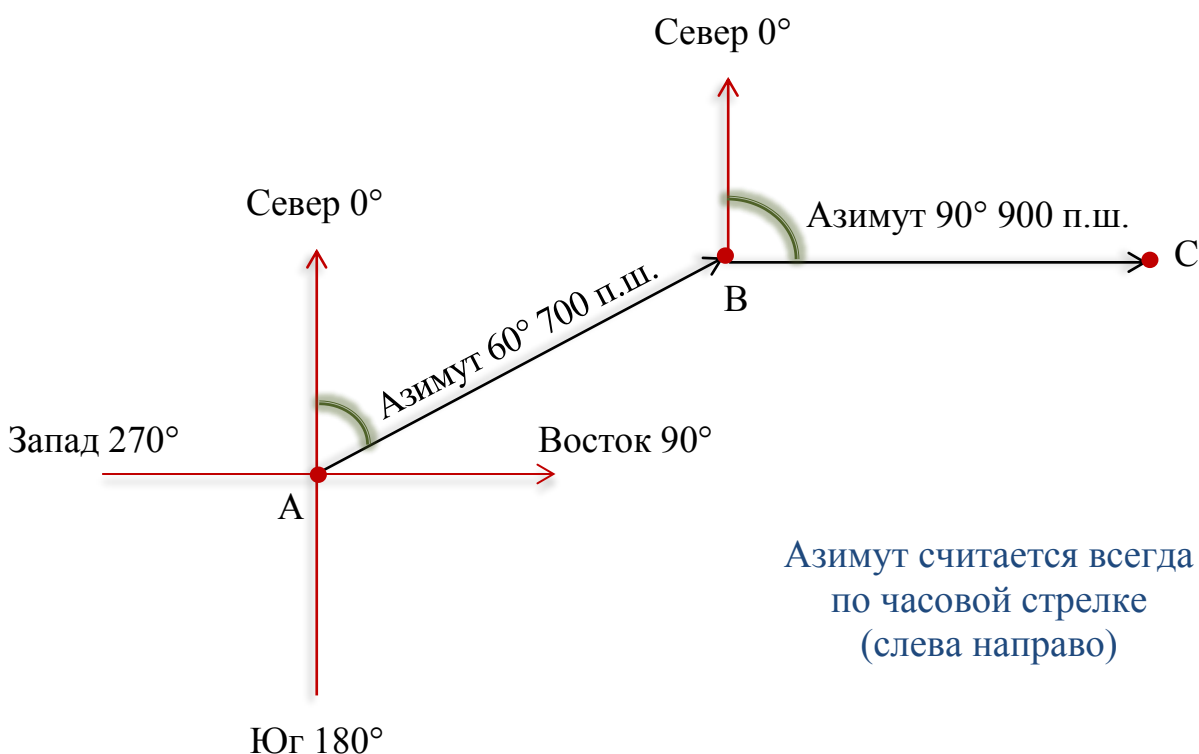 Север 0°
Север 0°
Азимут 90° 900 п.ш.
С
В
Азимут 60° 700 п.ш.
Запад 270°
Восток 90°
А
Азимут считается всегда
по часовой стрелке
(слева направо)
Юг 180°